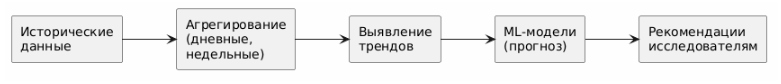 Исторические
данные
Агрегирование
(дневные,
недельные)
Выявление
трендов
ML-модели
(прогноз)
Рекомендации
исследователям